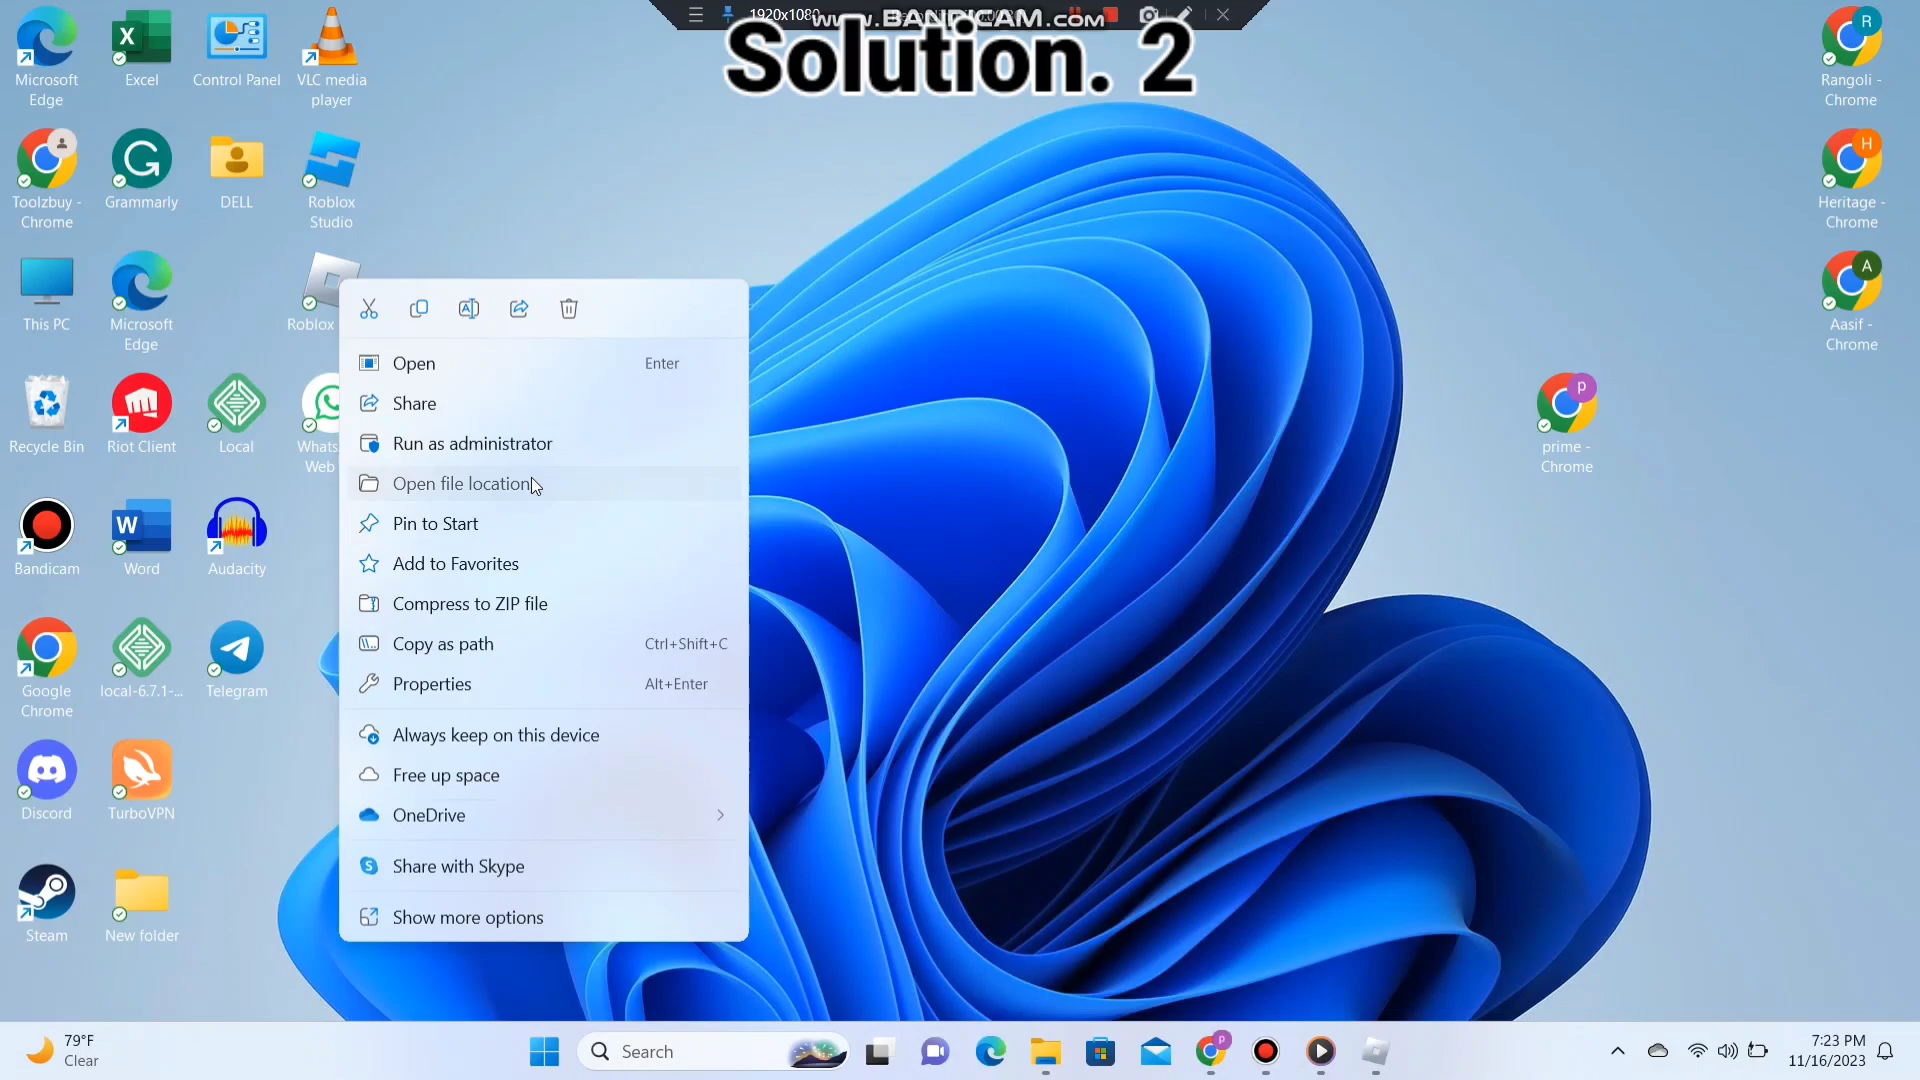 1920x1080
www.BANDICAM.com
Solution. 2
Microsoft
Edge
Excel
Control Panel
VLC media
player
Toolzbuy -
Chrome
Grammarly
DELL
Roblox
Studio
This PC
Microsoft
Edge
Roblox
Recycle Bin
Riot Client
Local
Whats
Web
Bandicam
Word
Audacity
Google
Chrome
local-6.7.1-...
Telegram
Discord
TurboVPN
Steam
New folder
Open Enter
Share
Run as administrator
Open file location
Pin to Start
Add to Favorites
Compress to ZIP file
Copy as path Ctrl+Shift+C
Properties Alt+Enter
Always keep on this device
Free up space
OneDrive
Share with Skype
Show more options
R
Rangoli -
Chrome
H
Heritage -
Chrome
A
Aasif -
Chrome
p
prime -
Chrome
79°F
Clear
Search
7:23 PM
11/16/2023